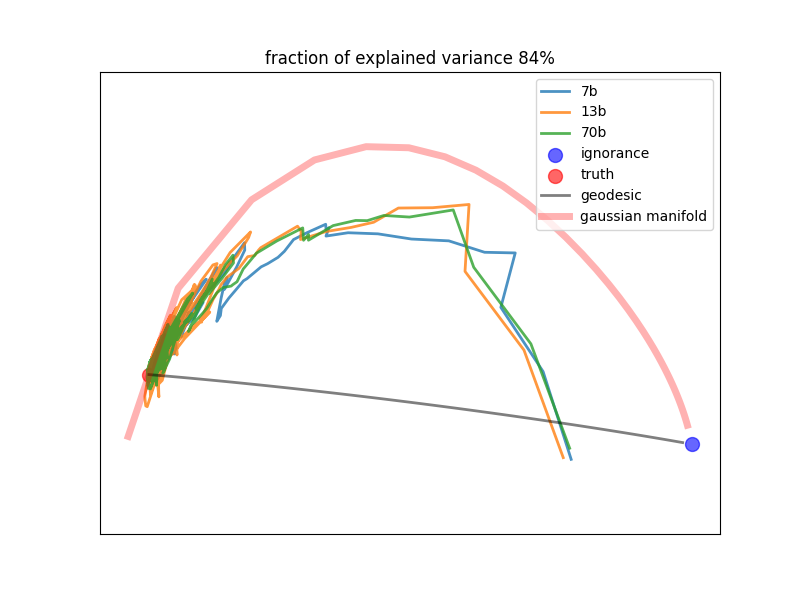 fraction of explained variance 84%
7b
13b
70b
ignorance
truth
geodesic
gaussian manifold